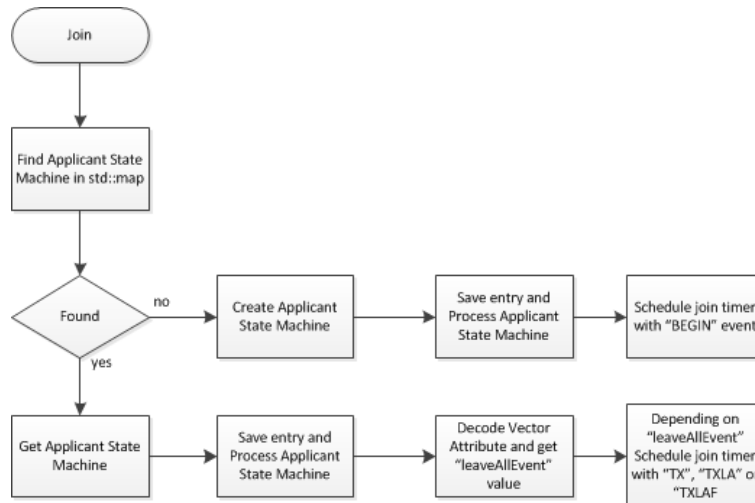 Join
Find Applicant State
Machine in std::map
Found
no
Create Applicant
State Machine
Save entry and
Process Applicant
State Machine
Schedule join timer
with "BEGIN" event
yes
Get Applicant State
Machine
Save entry and
Process Applicant
State Machine
Decode Vector
Attribute and get
"leaveAllEvent"
value
Depending on
"leaveAllEvent"
Schedule join timer
with "TX", "TXLA" or
"TXLAF